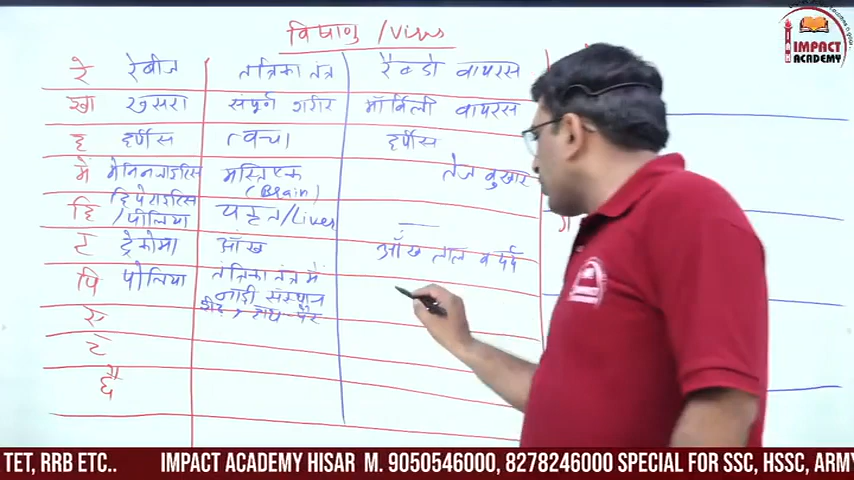 विषाणु /Virus
रे रेबीज तंत्रिका तंत्र रैब्डो वायरस
खा खसरा संपूर्ण शरीर मॉर्बिली वायरस
ह हर्पीस त्वचा हर्पीस
में मेनिनजाइटिस मस्तिष्क तेज बुखार
(Brain)
हि हिपेटाइटिस यकृत/Liver
/पीलिया
ट ट्रेकोमा आँख आँख लाल व दर्द
पि पोलियो तंत्रिका तंत्र में
नाडी संस्थान
हाथ पैर
ट
है
IMPACT
ACADEMY
TET, RRB ETC.. IMPACT ACADEMY HISAR M. 9050546000, 8278246000 SPECIAL FOR SSC, HSSC, ARMY